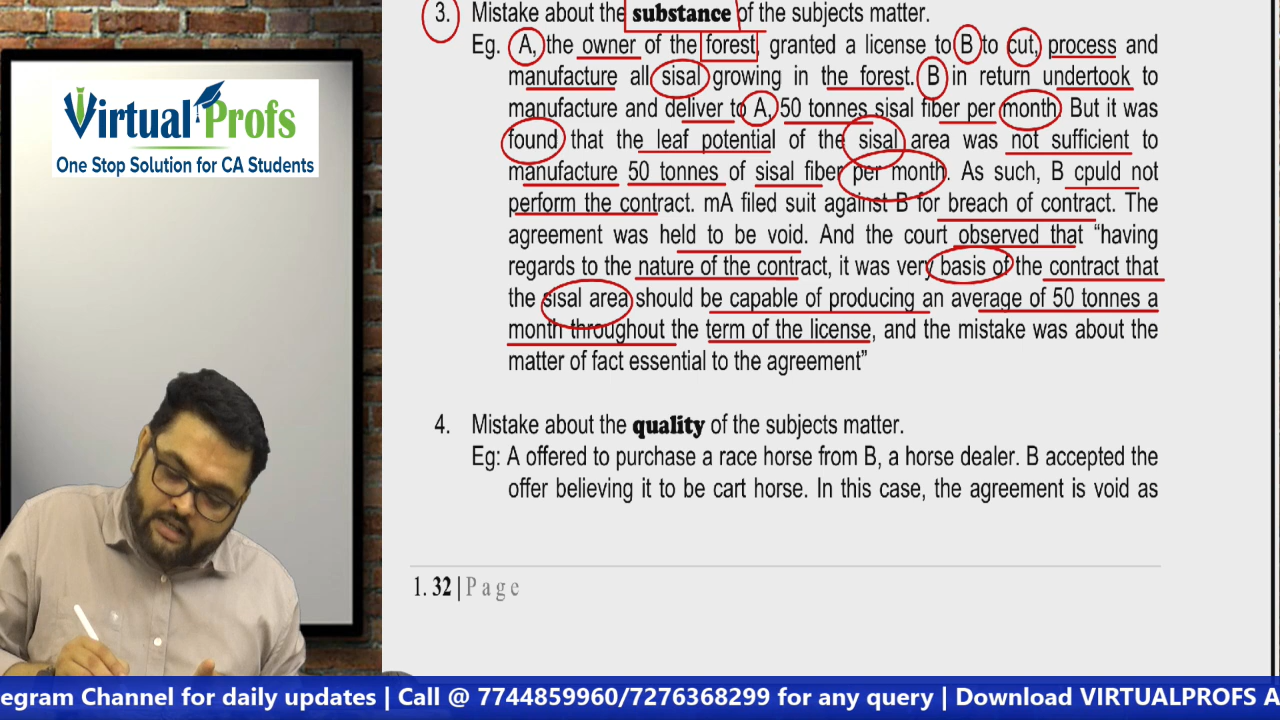 3. Mistake about the substance of the subjects matter.
Eg. A, the owner of the forest, granted a license to B to cut, process and
manufacture all sisal growing in the forest. B in return undertook to
manufacture and deliver to A, 50 tonnes sisal fiber per month. But it was
found that the leaf potential of the sisal area was not sufficient to
manufacture 50 tonnes of sisal fiber per month. As such, B cpuld not
perform the contract. mA filed suit against B for breach of contract. The
agreement was held to be void. And the court observed that “having
regards to the nature of the contract, it was very basis of the contract that
the sisal area should be capable of producing an average of 50 tonnes a
month throughout the term of the license, and the mistake was about the
matter of fact essential to the agreement”
4. Mistake about the quality of the subjects matter.
Eg: A offered to purchase a race horse from B, a horse dealer. B accepted the
offer believing it to be cart horse. In this case, the agreement is void as
1. 32 | Page
Virtual Profs
One Stop Solution for CA Students
egram Channel for daily updates | Call @ 7744859960/7276368299 for any query | Download VIRTUALPROFS A